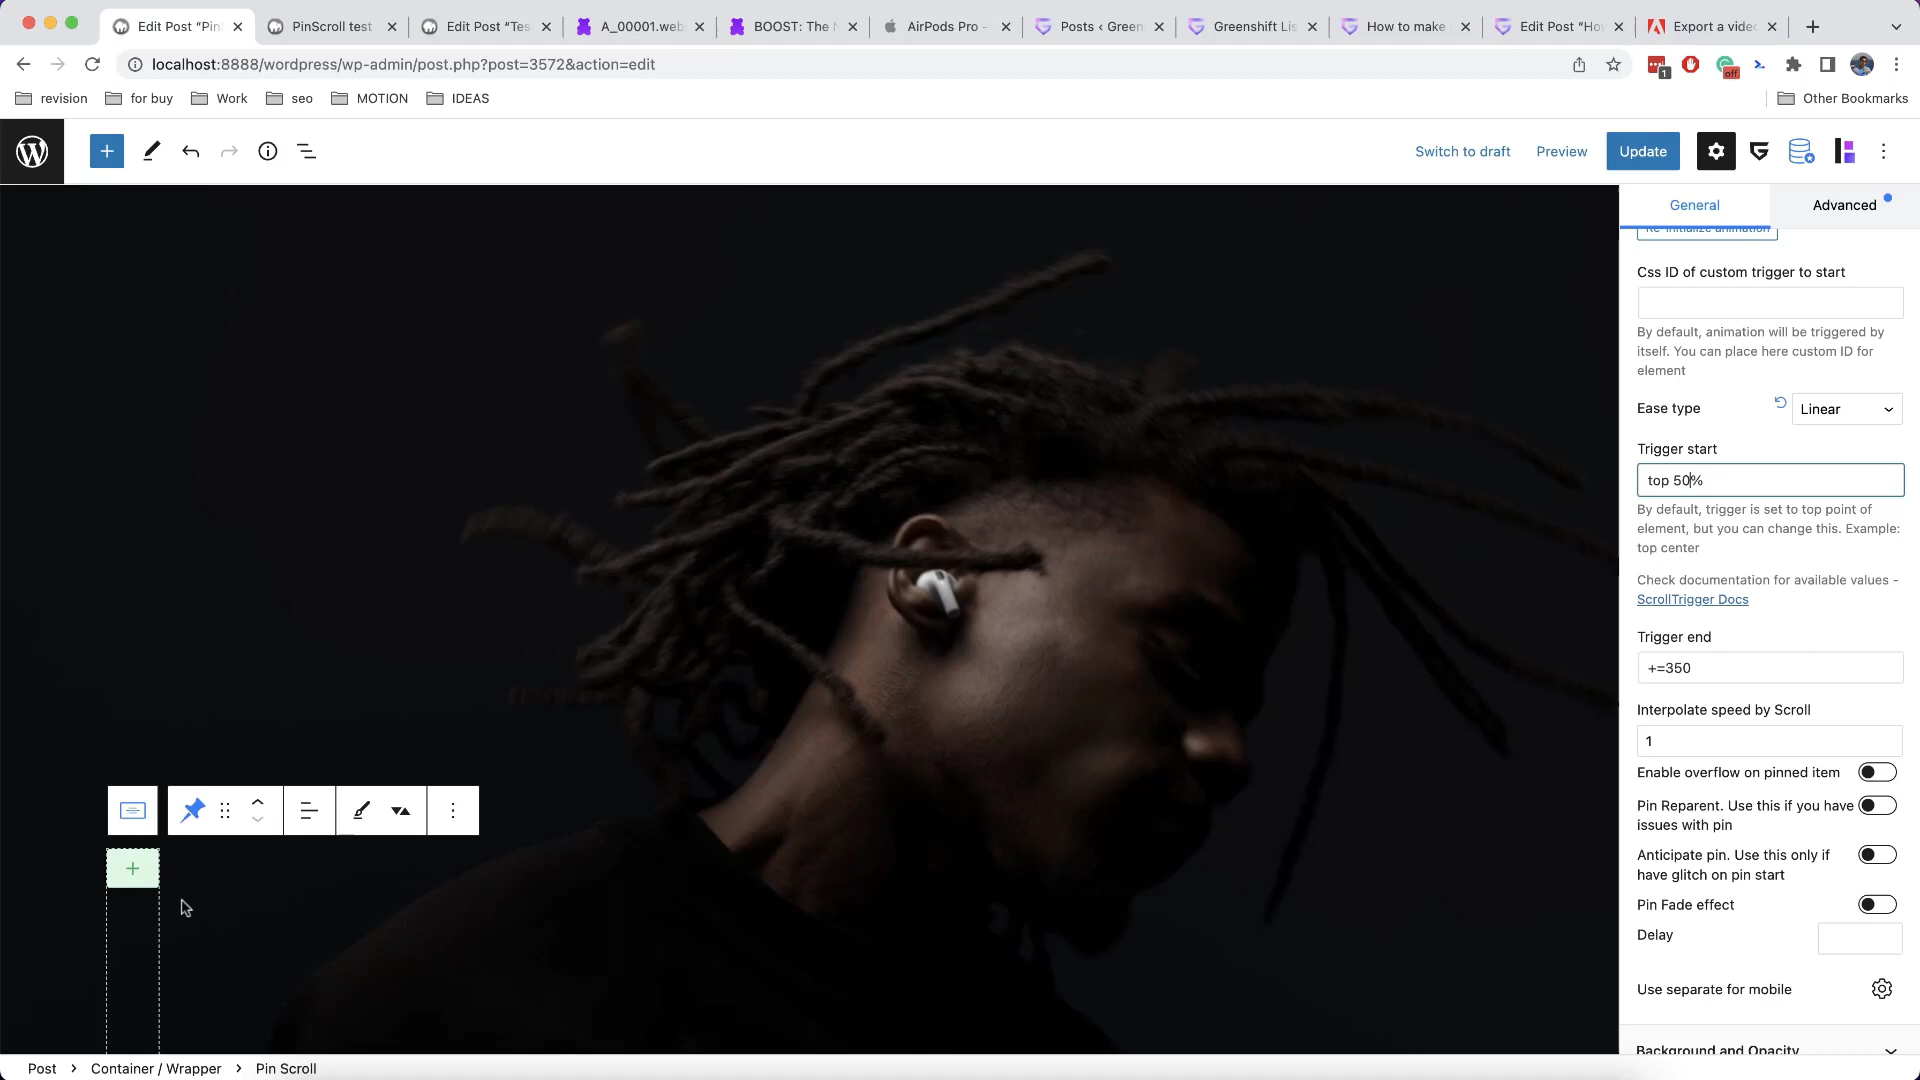 Edit Post “Pin
PinScroll test
Edit Post “Tes
A_00001.web
BOOST: The N
AirPods Pro -
Posts ‹ Green
Greenshift Lis
How to make
Edit Post “Ho
Export a video
localhost:8888/wordpress/wp-admin/post.php?post=3572&action=edit
1
off
revision
for buy
Work
seo
MOTION
IDEAS
Other Bookmarks
Switch to draft
Preview
Update
General
Advanced
Re-initialize animation
Css ID of custom trigger to start
By default, animation will be triggered by
itself. You can place here custom ID for
element
Ease type
Linear
Trigger start
top 50%
By default, trigger is set to top point of
element, but you can change this. Example:
top center
Check documentation for available values -
ScrollTrigger Docs
Trigger end
+=350
Interpolate speed by Scroll
1
Enable overflow on pinned item
Pin Reparent. Use this if you have
issues with pin
Anticipate pin. Use this only if
have glitch on pin start
Pin Fade effect
Delay
Use separate for mobile
Background and Opacity
Post › Container / Wrapper › Pin Scroll